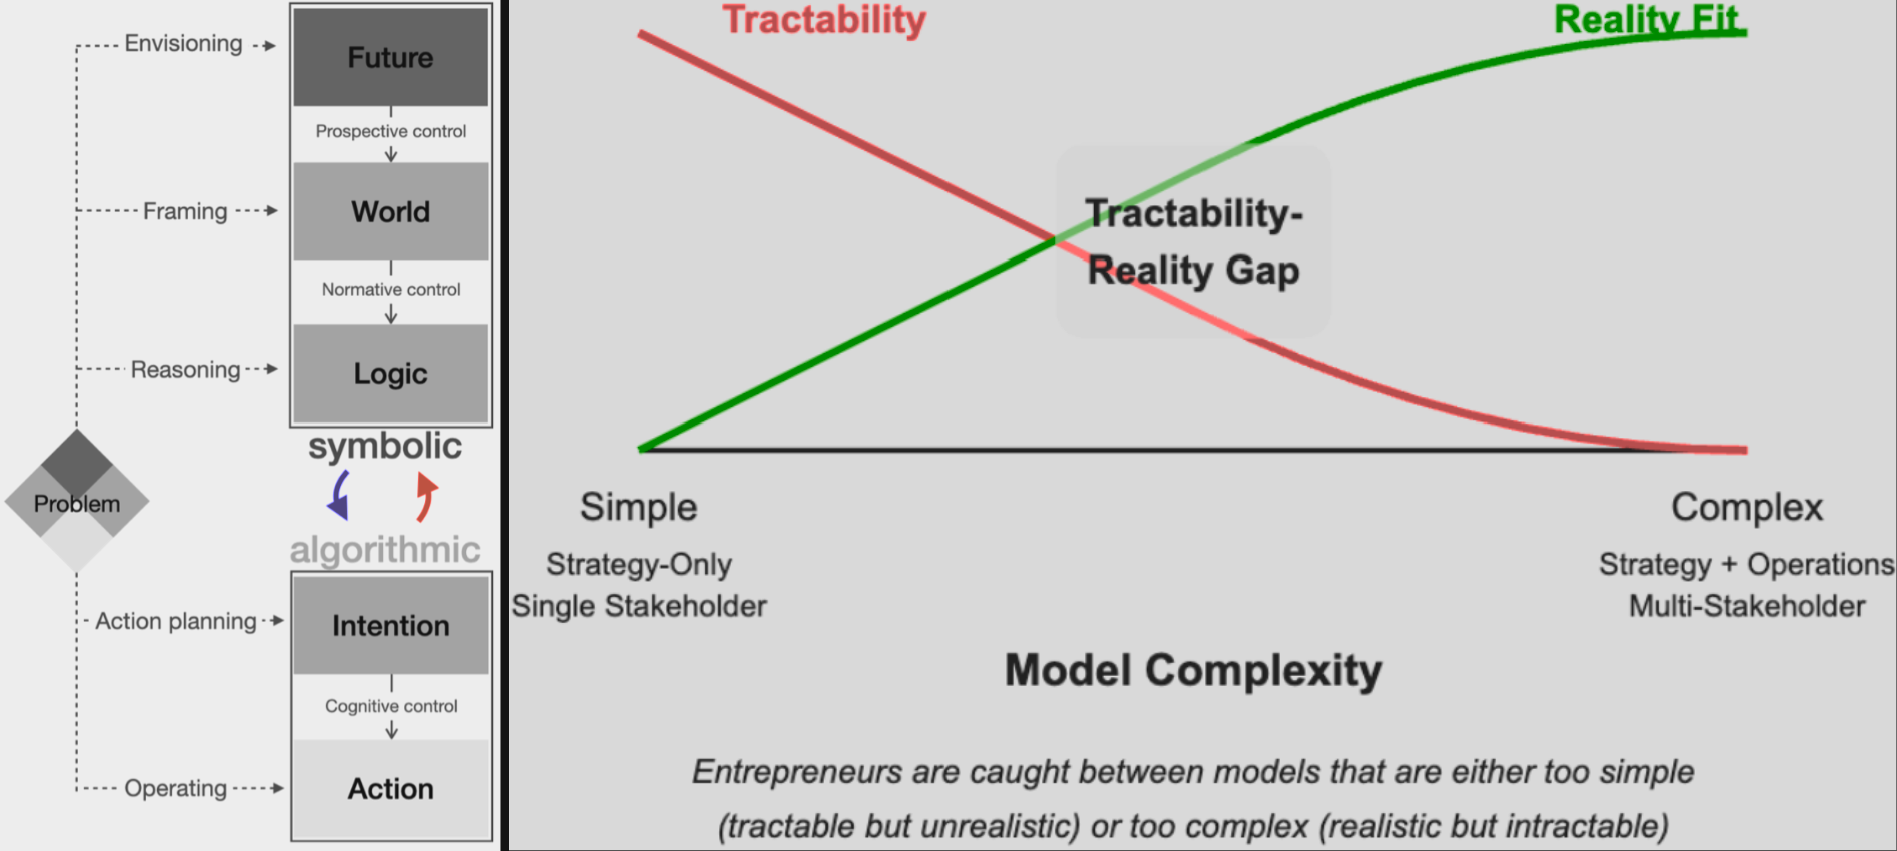 Envisioning
Future
Prospective control
Framing
World
Normative control
Reasoning
Logic
symbolic
Problem
algorithmic
Action planning
Intention
Cognitive control
Operating
Action
Tractability
Reality Fit
Tractability-
Reality Gap
Simple
Strategy-Only
Single Stakeholder
Complex
Strategy + Operations
Multi-Stakeholder
Model Complexity
Entrepreneurs are caught between models that are either too simple
(tractable but unrealistic) or too complex (realistic but intractable)